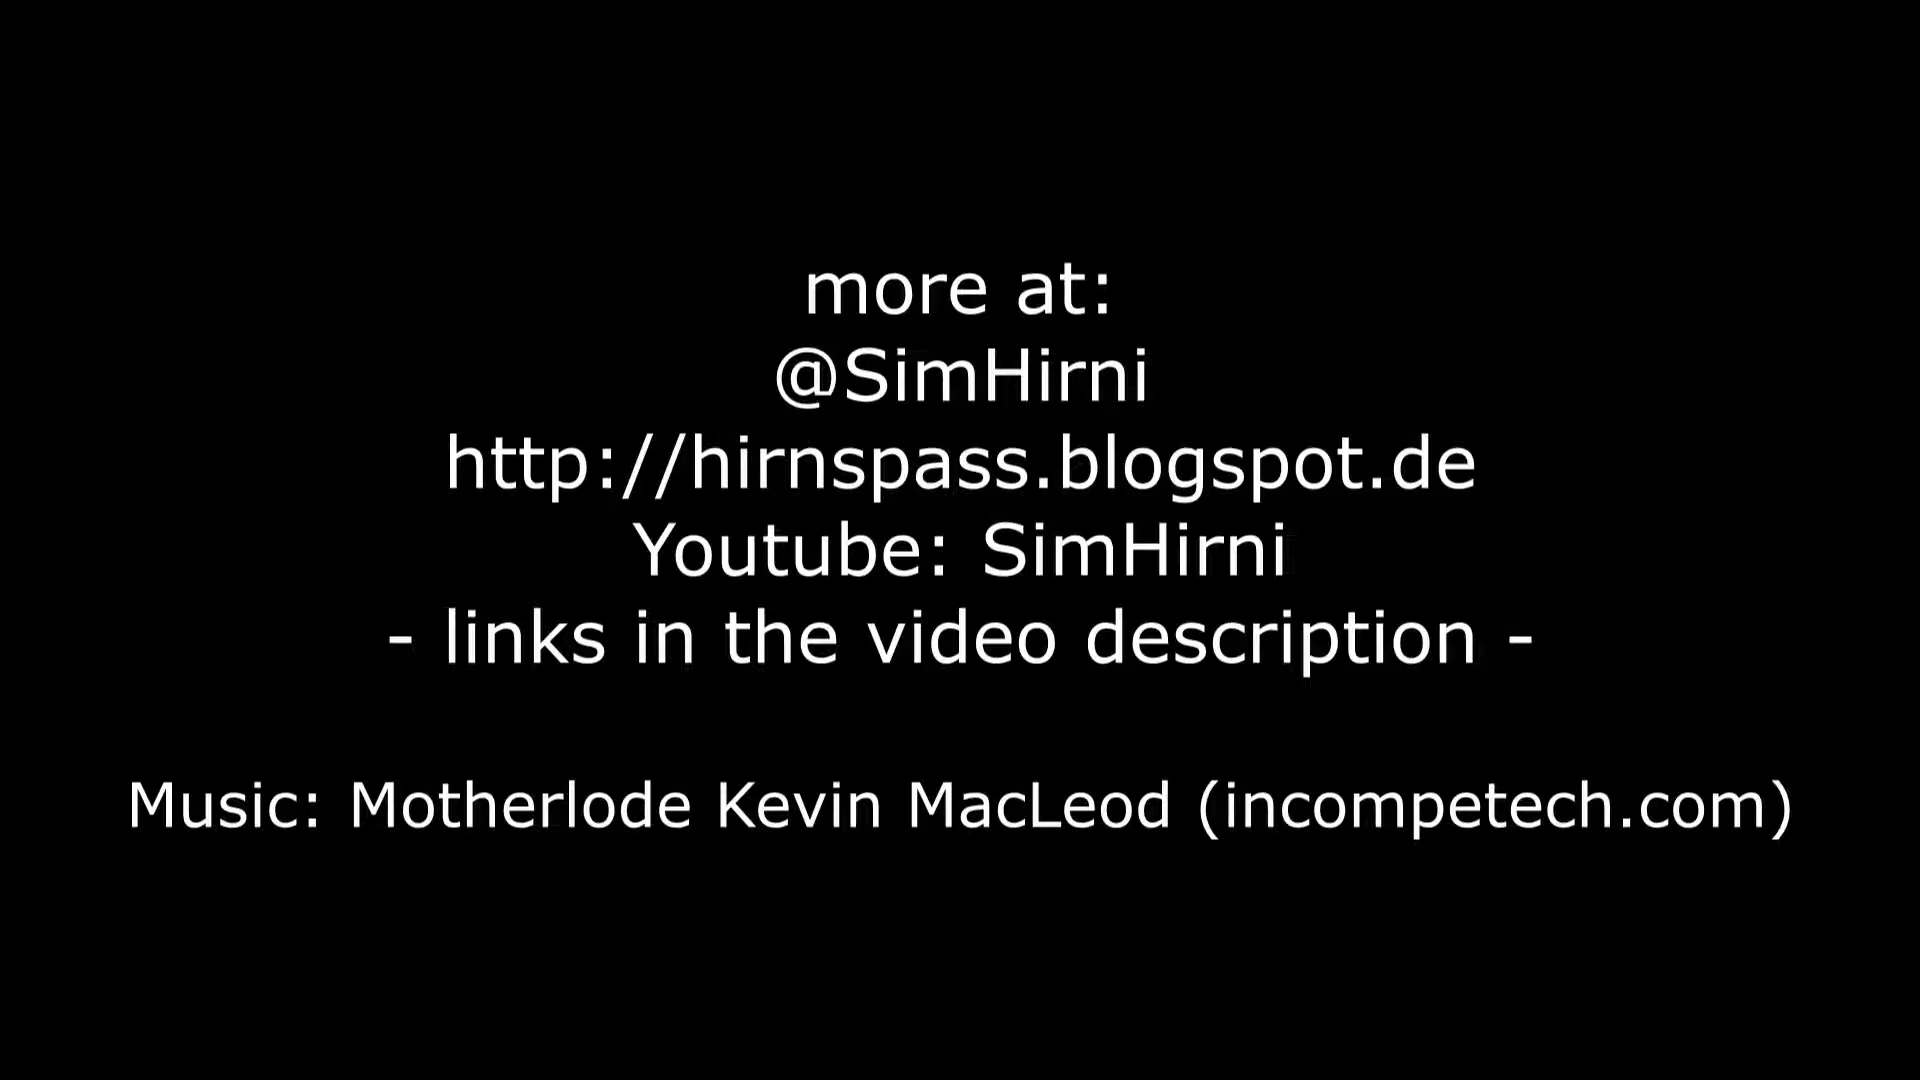 more at:
@SimHirni
http://hirnspass.blogspot.de
Youtube: SimHirni
- links in the video description -
Music: Motherlode Kevin MacLeod (incompetech.com)